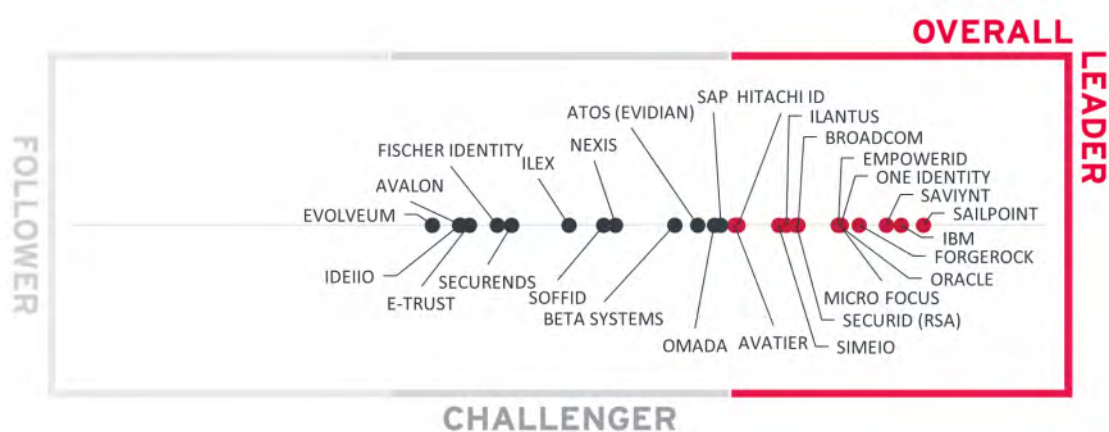 OVERALL
LEADER
FOLLOWER
CHALLENGER
SAP
HITACHI ID
ATOS (EVIDIAN)
ILANTUS
BROADCOM
NEXIS
FISCHER IDENTITY
ILEX
EMPOWERID
ONE IDENTITY
AVALON
SAVIYNT
EVOLVEUM
SAILPOINT
IBM
FORGEROCK
IDEIIO
SECURENDS
ORACLE
E-TRUST
SOFFID
MICRO FOCUS
BETA SYSTEMS
SECURID (RSA)
OMADA
AVATIER
SIMEIO